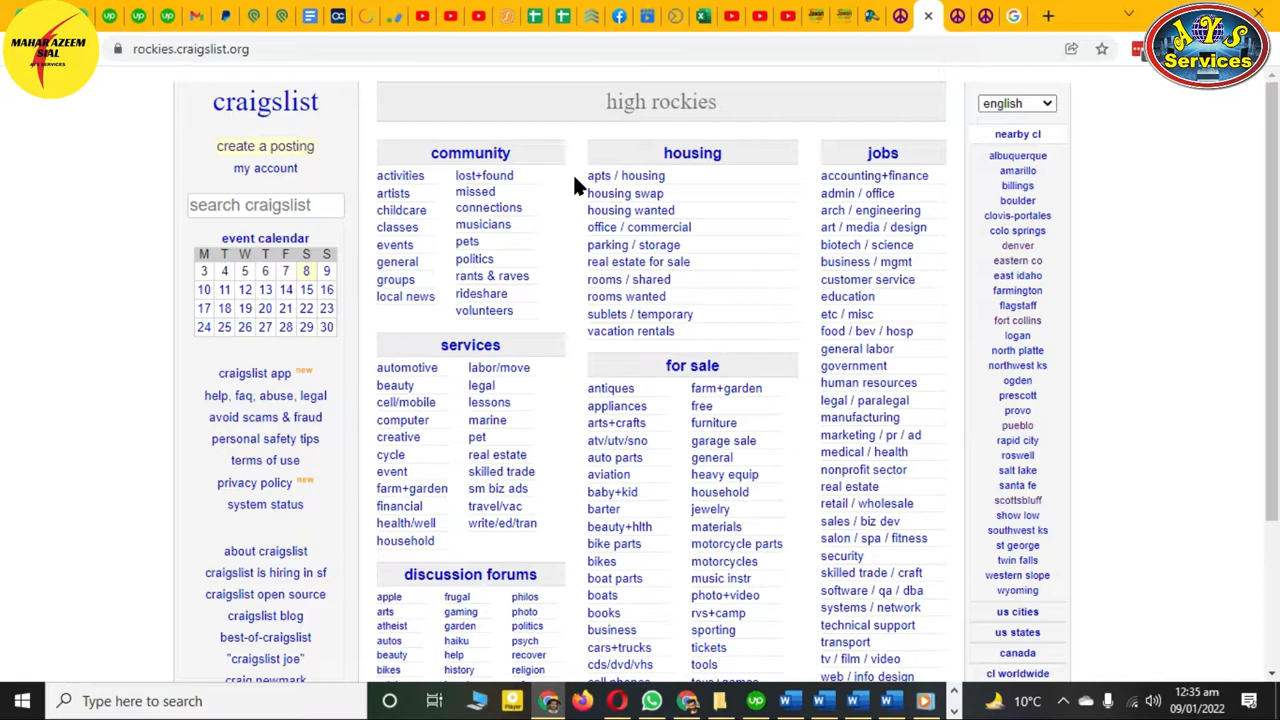 MAHAR AZEEM
SIAL
AYS SERVICES
rockies.craigslist.org
AYS
Services
craigslist
create a posting
my account
search craigslist
event calendar
M T W T F S S
3 4 5 6 7 8 9
10 11 12 13 14 15 16
17 18 19 20 21 22 23
24 25 26 27 28 29 30
craigslist app new
help, faq, abuse, legal
avoid scams & fraud
personal safety tips
terms of use
privacy policy new
system status
about craigslist
craigslist is hiring in sf
craigslist open source
craigslist blog
best-of-craigslist
"craigslist joe"
craig newmark
high rockies
community
activities
artists
childcare
classes
events
general
groups
local news
lost+found
missed
connections
musicians
pets
politics
rants & raves
rideshare
volunteers
services
automotive
beauty
cell/mobile
computer
creative
cycle
event
farm+garden
financial
health/well
household
labor/move
legal
lessons
marine
pet
real estate
skilled trade
sm biz ads
travel/vac
write/ed/tran
discussion forums
apple
arts
atheist
autos
beauty
bikes
frugal
gaming
garden
haiku
help
history
philos
photo
politics
psych
recover
religion
housing
apts / housing
housing swap
housing wanted
office / commercial
parking / storage
real estate for sale
rooms / shared
rooms wanted
sublets / temporary
vacation rentals
for sale
antiques
appliances
arts+crafts
atv/utv/sno
auto parts
aviation
baby+kid
barter
beauty+hlth
bike parts
bikes
boat parts
boats
books
business
cars+trucks
cds/dvd/vhs
cell phones
farm+garden
free
furniture
garage sale
general
heavy equip
household
jewelry
materials
motorcycle parts
motorcycles
music instr
photo+video
rvs+camp
sporting
tickets
tools
toys+games
jobs
accounting+finance
admin / office
arch / engineering
art / media / design
biotech / science
business / mgmt
customer service
education
etc / misc
food / bev / hosp
general labor
government
human resources
legal / paralegal
manufacturing
marketing / pr / ad
medical / health
nonprofit sector
real estate
retail / wholesale
sales / biz dev
salon / spa / fitness
security
skilled trade / craft
software / qa / dba
systems / network
technical support
transport
tv / film / video
web / info design
english
nearby cl
albuquerque
amarillo
billings
boulder
clovis-portales
colo springs
denver
eastern co
east idaho
farmington
flagstaff
fort collins
logan
north platte
northwest ks
ogden
prescott
provo
pueblo
rapid city
roswell
salt lake
santa fe
scottsbluff
show low
southwest ks
st george
twin falls
western slope
wyoming
us cities
us states
canada
cl worldwide
Type here to search
10°C
12:35 am
09/01/2022